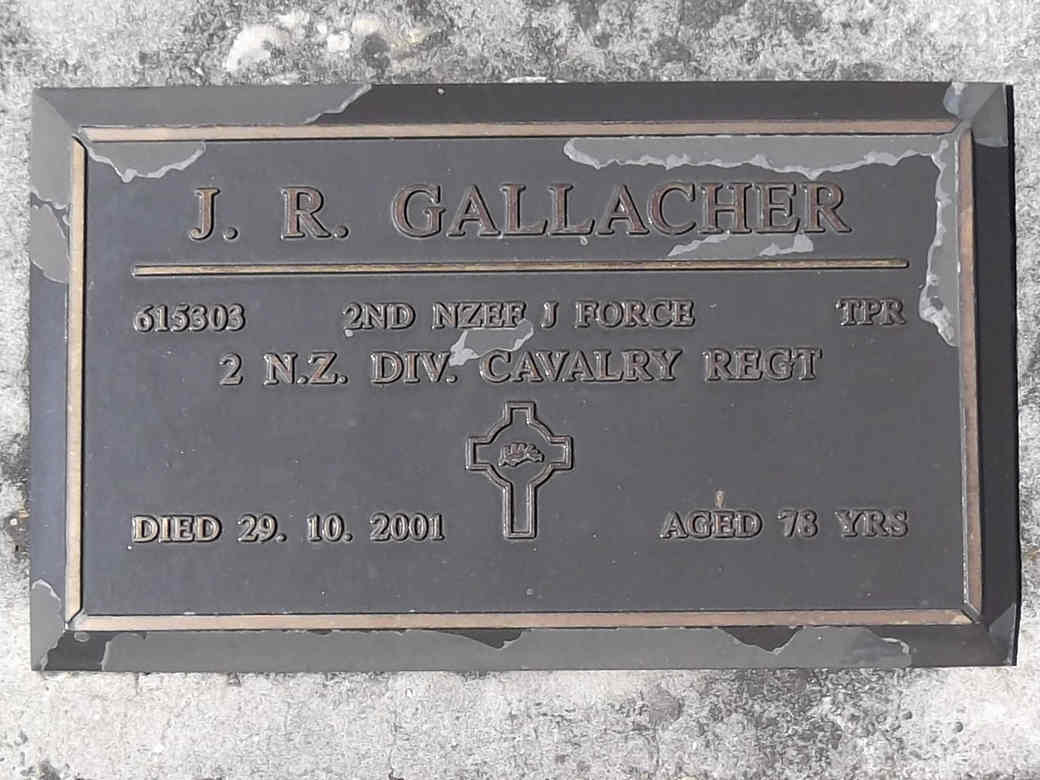 J. R. GALLACHER
615303 2ND NZEF J FORCE TPR
2 N.Z. DIV. CAVALRY REGT
DIED 29. 10. 2001 AGED 78 YRS